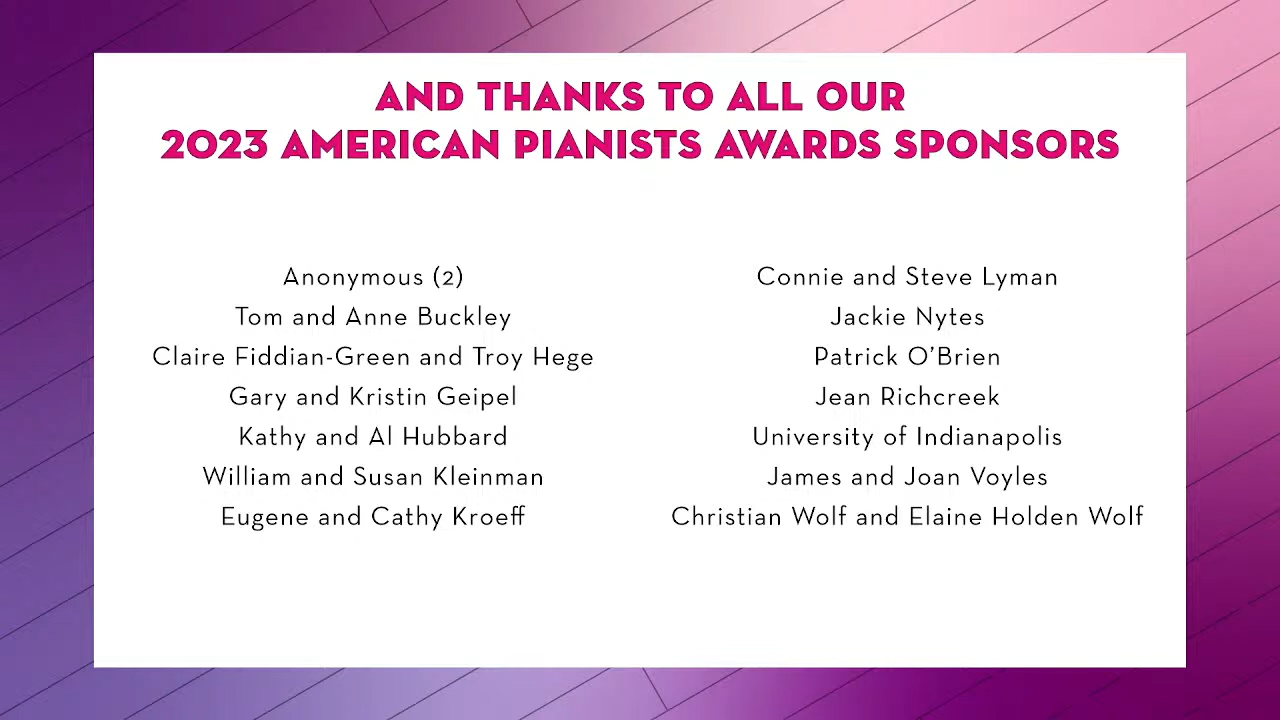 AND THANKS TO ALL OUR
2023 AMERICAN PIANISTS AWARDS SPONSORS
Anonymous (2)
Tom and Anne Buckley
Claire Fiddian-Green and Troy Hege
Gary and Kristin Geipel
Kathy and Al Hubbard
William and Susan Kleinman
Eugene and Cathy Kroeff
Connie and Steve Lyman
Jackie Nytes
Patrick O’Brien
Jean Richcreek
University of Indianapolis
James and Joan Voyles
Christian Wolf and Elaine Holden Wolf